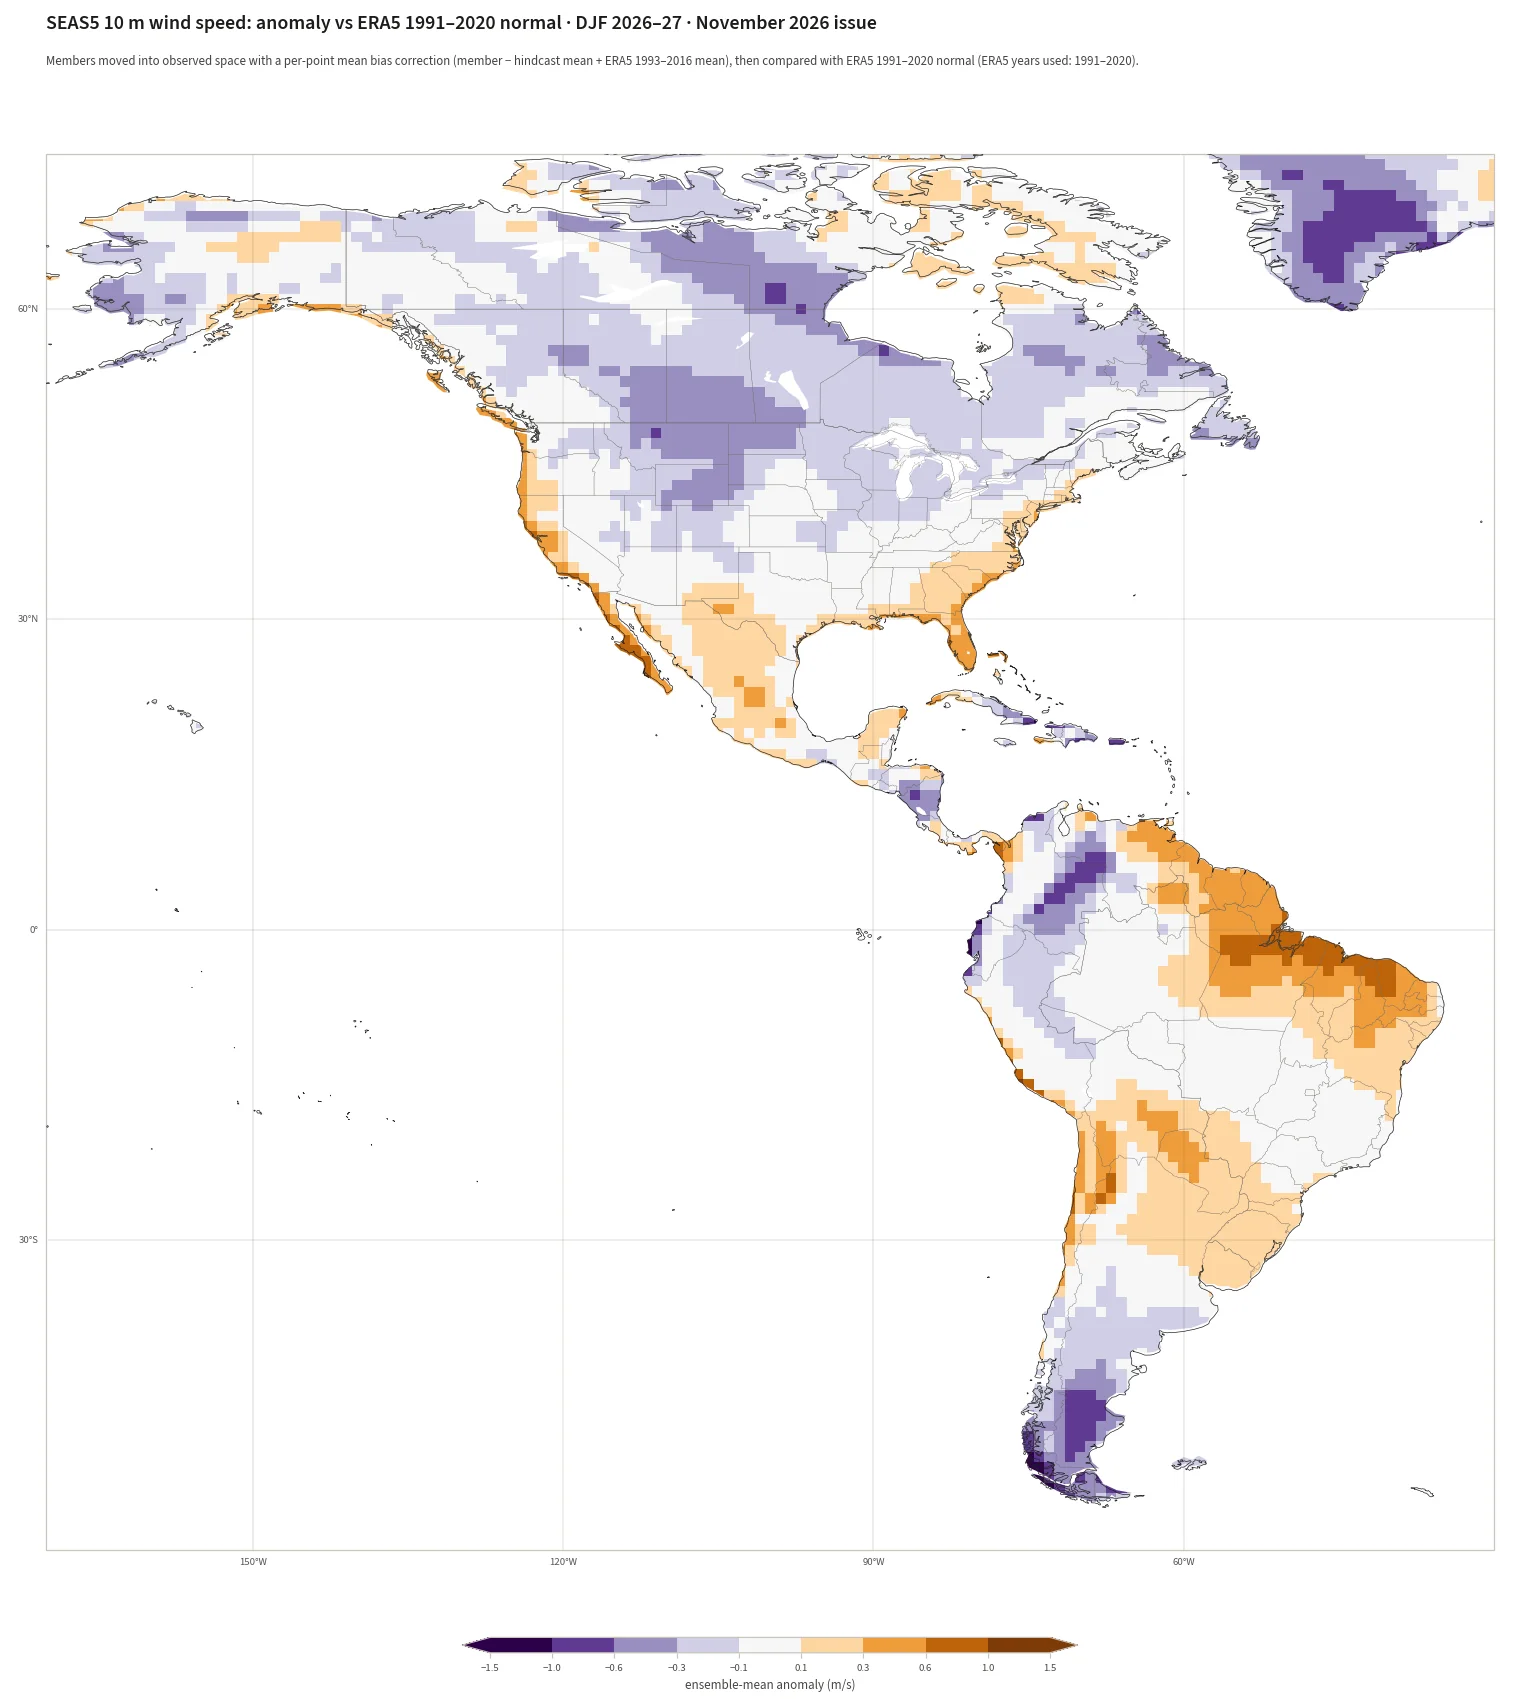 SEAS5 10 m wind speed: anomaly vs ERA5 1991–2020 normal · DJF 2026–27 · November 2026 issue
Members moved into observed space with a per-point mean bias correction (member − hindcast mean + ERA5 1993–2016 mean), then compared with ERA5 1991–2020 normal (ERA5 years used: 1991–2020).
60°N
30°N
0°
30°S
150°W 120°W 90°W 60°W
−1.5 −1.0 −0.6 −0.3 −0.1 0.1 0.3 0.6 1.0 1.5
ensemble-mean anomaly (m/s)